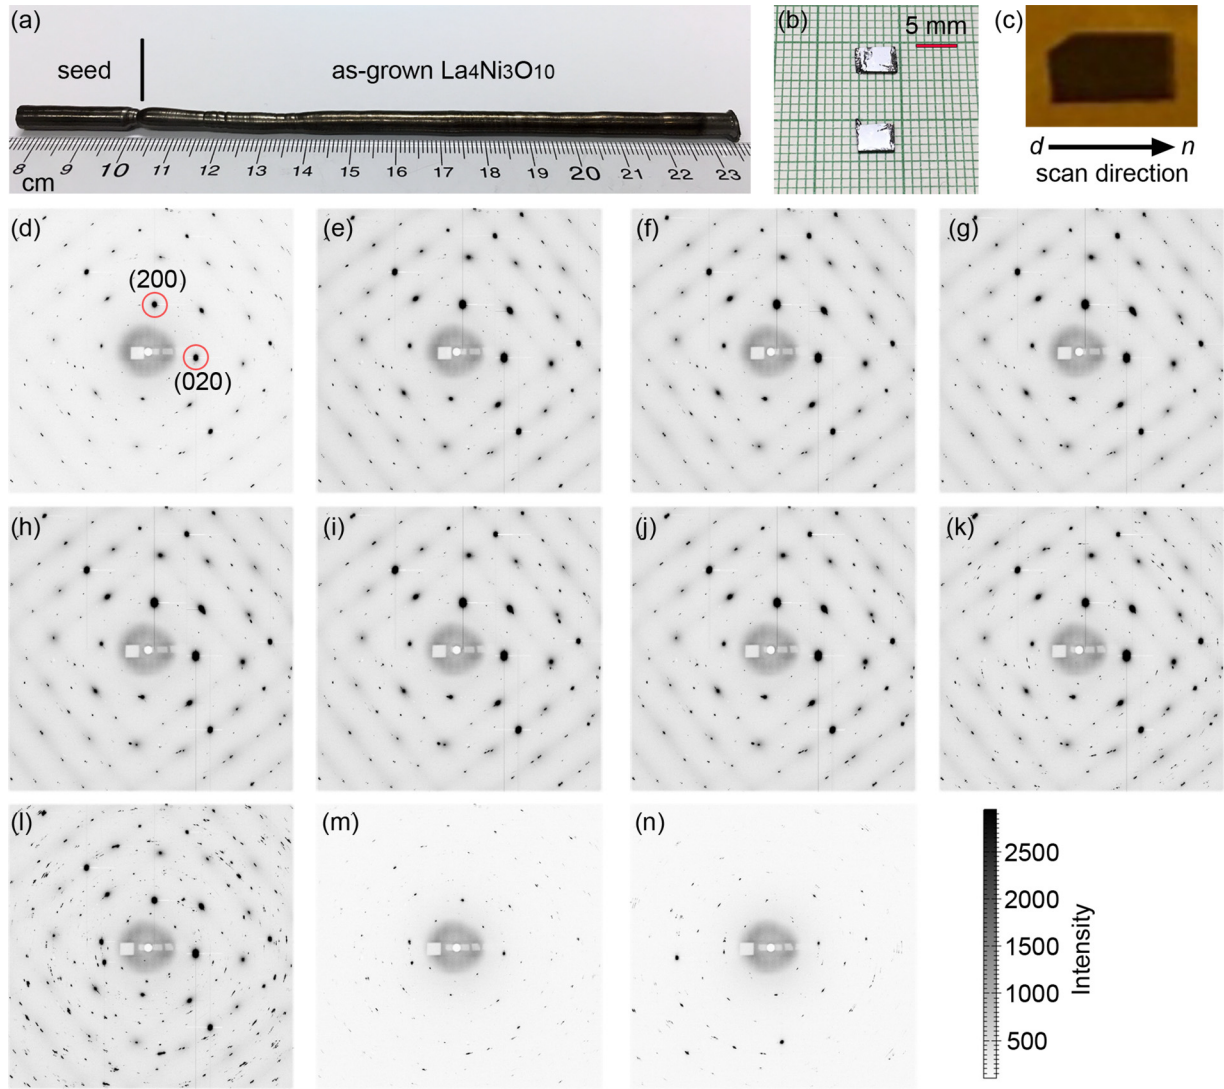 (a)
seed
as-grown La4Ni3O10
8 9 10 11 12 13 14 15 16 17 18 19 20 21 22 23
cm
(b)
5 mm
(c)
d n
scan direction
(d)
(200)
(020)
(e)
(f)
(g)
(h)
(i)
(j)
(k)
(l)
(m)
(n)
2500
2000
1500
1000
500
Intensity